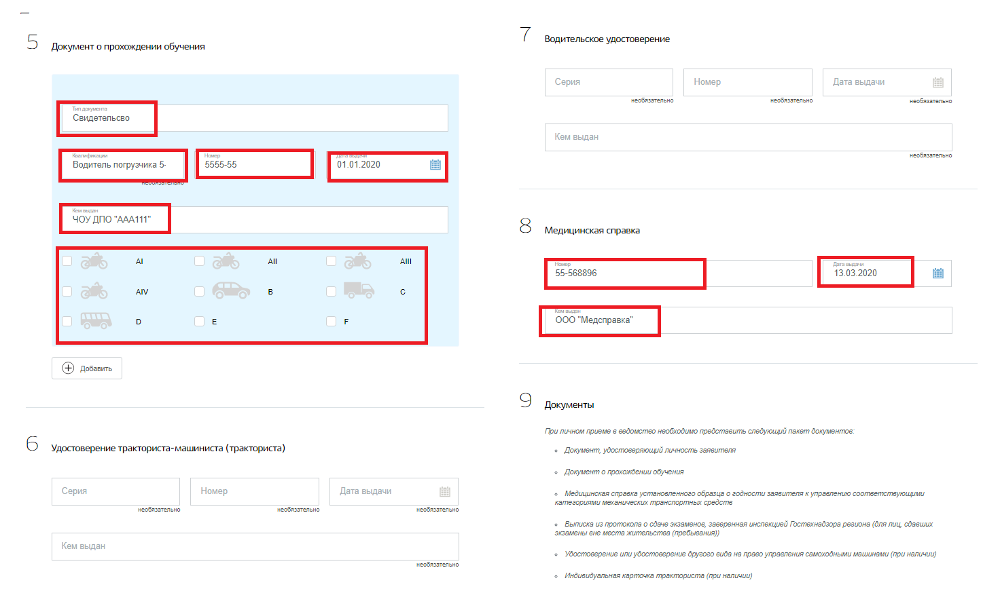 5 Документ о прохождении обучения
Тип документа
Свидетельсво
Квалификации
Водитель погрузчика 5-
необязательно
Номер
5555-55
Дата выдачи
01.01.2020
Кем выдан
ЧОУ ДПО "ААА111"
AI AII AIII
AIV B C
D E F
Добавить
6 Удостоверение тракториста-машиниста (тракториста)
Серия Номер Дата выдачи
необязательно необязательно необязательно
Кем выдан
необязательно
7 Водительское удостоверение
Серия Номер Дата выдачи
необязательно необязательно необязательно
Кем выдан
необязательно
8 Медицинская справка
Номер
55-568896
Дата выдачи
13.03.2020
Кем выдан
ООО "Медсправка"
9 Документы
При личном приеме в ведомство необходимо представить следующий пакет документов:
Документ, удостоверяющий личность заявителя
Документ о прохождении обучения
Медицинская справка установленного образца о годности заявителя к управлению соответствующими
категориями механических транспортных средств
Выписка из протокола о сдаче экзаменов, заверенная инспекцией Гостехнадзора региона (для лиц, сдавших
экзамены вне места жительства (пребывания))
Удостоверение или удостоверение другого вида на право управления самоходными машинами (при наличии)
Индивидуальная карточка тракториста (при наличии)